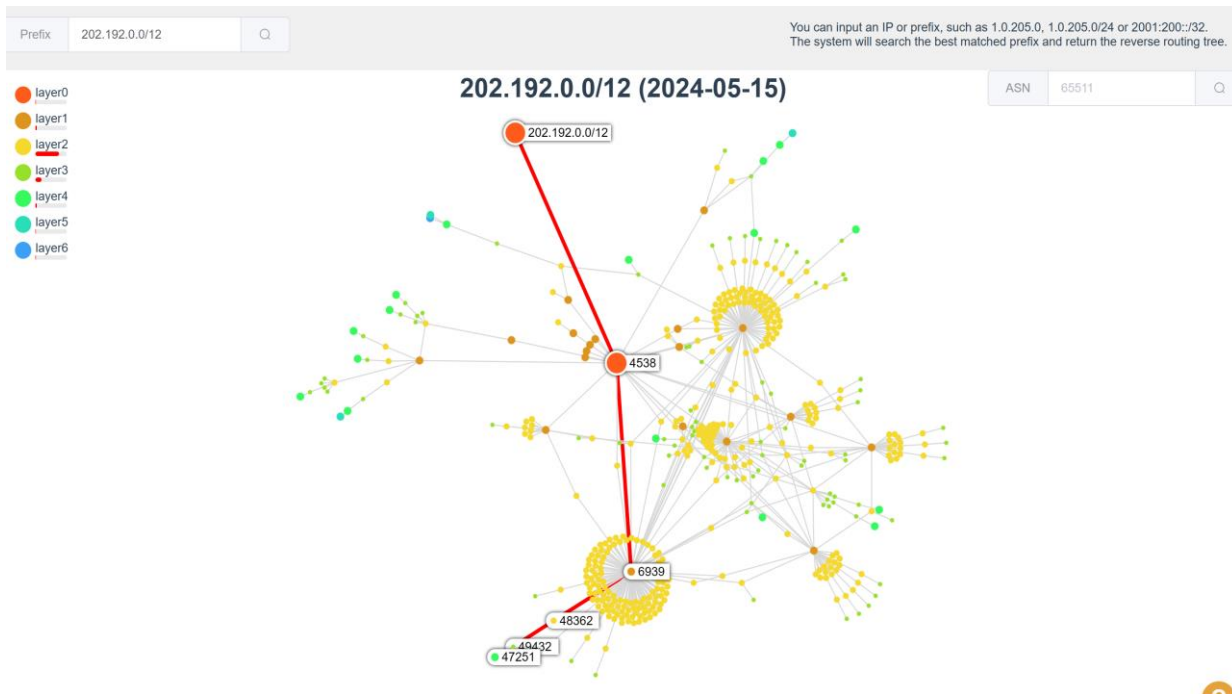 Prefix 202.192.0.0/12
You can input an IP or prefix, such as 1.0.205.0, 1.0.205.0/24 or 2001:200::/32.
The system will search the best matched prefix and return the reverse routing tree.
202.192.0.0/12 (2024-05-15)
ASN 65511
layer0
layer1
layer2
layer3
layer4
layer5
layer6
202.192.0.0/12
4538
6939
48362
49432
47251